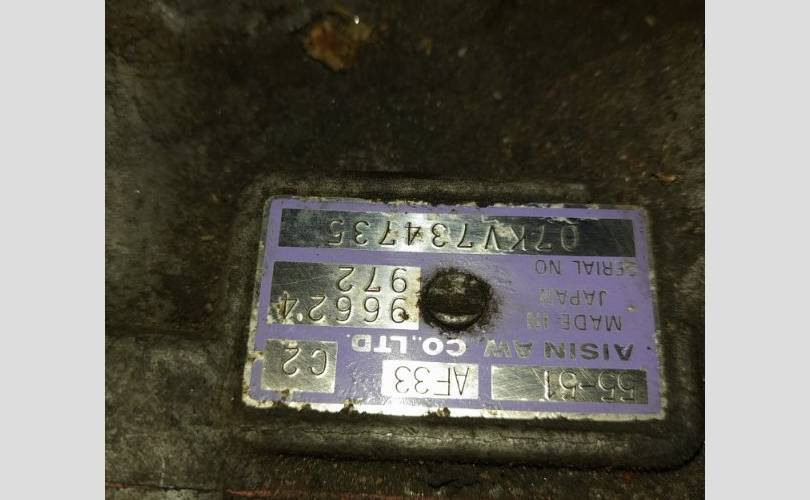 55-51 AF33 C2
AISIN AW CO.,LTD.
MADE IN 96624
JAPAN 972
SERIAL NO
07KV734735